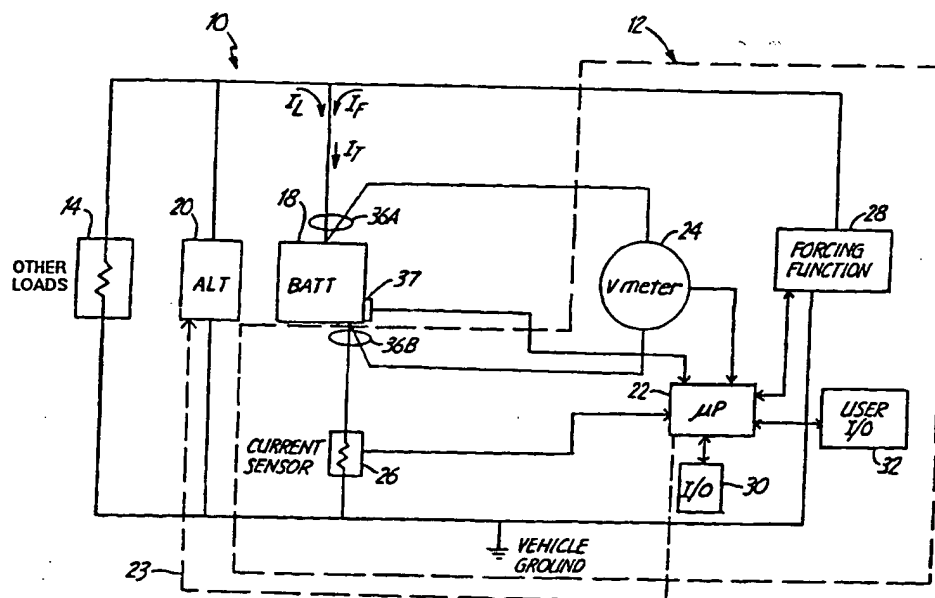 10
12
I_L
I_F
I_T
14
20
18
36A
24
28
OTHER
LOADS
ALT
BATT
37
V meter
FORCING
FUNCTION
36B
22
μP
USER
I/O
32
CURRENT
SENSOR
26
I/O
30
23
VEHICLE
GROUND